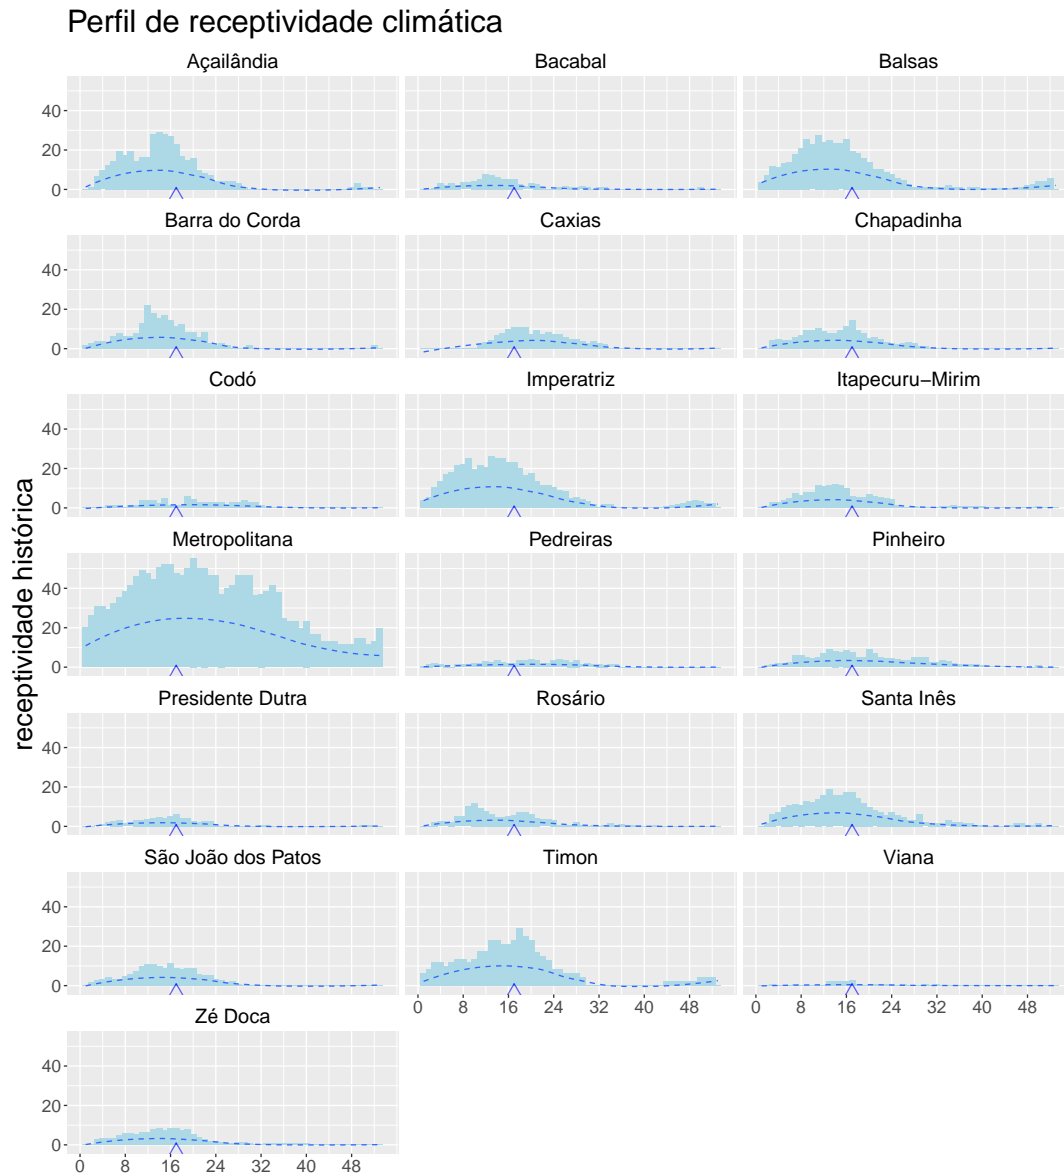 Perfil de receptividade climática
Açailândia
Bacabal
Balsas
40
20
0
Barra do Corda
Caxias
Chapadinha
40
20
0
Codó
Imperatriz
Itapecuru−Mirim
40
20
0
receptividade histórica
Metropolitana
Pedreiras
Pinheiro
40
20
0
Presidente Dutra
Rosário
Santa Inês
40
20
0
São João dos Patos
Timon
Viana
40
20
0
0 8 16 24 32 40 48
0 8 16 24 32 40 48
Zé Doca
40
20
0
0 8 16 24 32 40 48